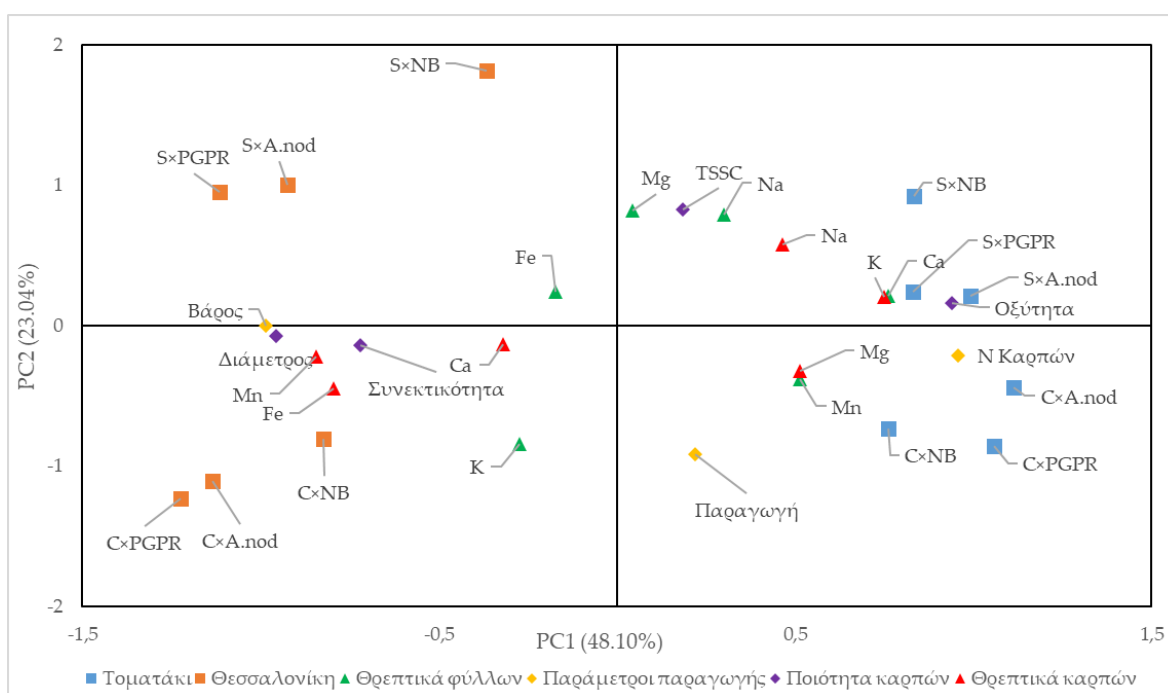 2
S×NB
S×A.nod
S×PGPR
1
Mg
TSSC
Na
S×NB
Na
S×PGPR
Fe
K
Ca
S×A.nod
Οξύτητα
Βάρος
0
Διάμετρος
Ca
Mg
Ν Καρπών
Mn
Συνεκτικότητα
Fe
Mn
C×A.nod
K
C×NB
C×NB
C×PGPR
-1
Παραγωγή
C×PGPR
C×A.nod
-2
PC2 (23.04%)
-1,5
-0,5
0,5
1,5
PC1 (48.10%)
Τοματάκι Θεσσαλονίκη Θρεπτικά φύλλων Παράμετροι παραγωγής Ποιότητα καρπών Θρεπτικά καρπών